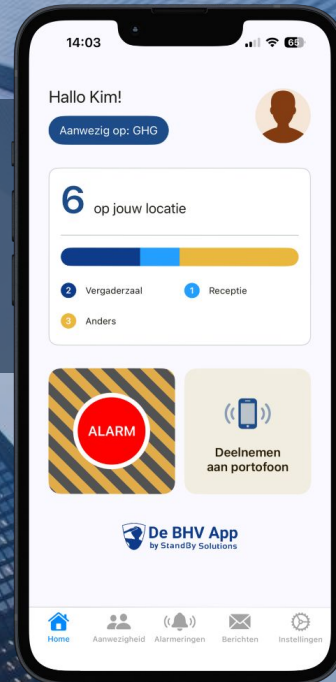 14:03
65
Hallo Kim!
Aanwezig op: GHG
6 op jouw locatie
2 Vergaderzaal 1 Receptie
3 Anders
ALARM
Deelnemen
aan portofoon
De BHV App
by StandBy Solutions
Home Aanwezigheid Alarmeringen Berichten Instellingen